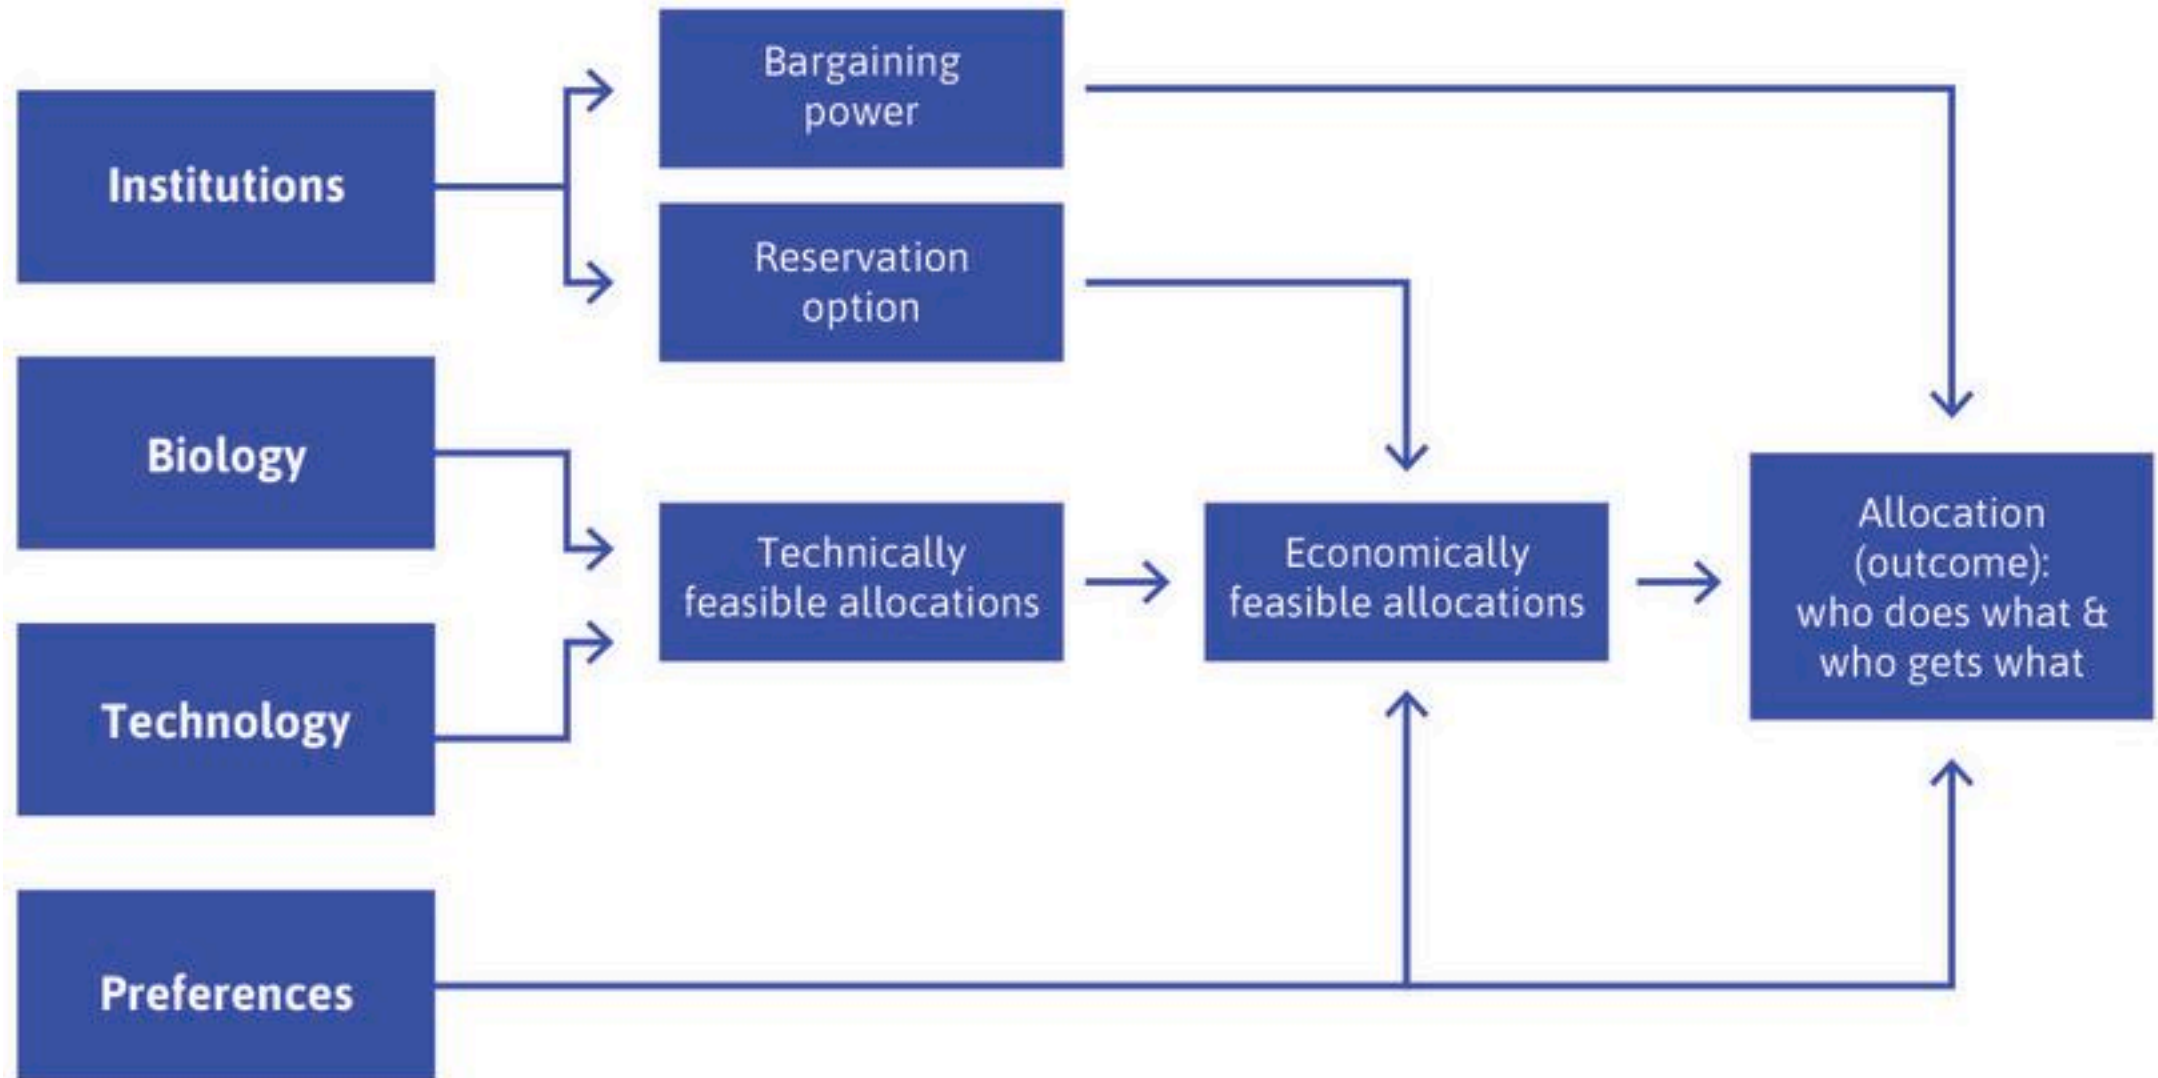 Institutions
Bargaining
power
Reservation
option
Biology
Technology
Technically
feasible allocations
Economically
feasible allocations
Allocation
(outcome):
who does what &
who gets what
Preferences